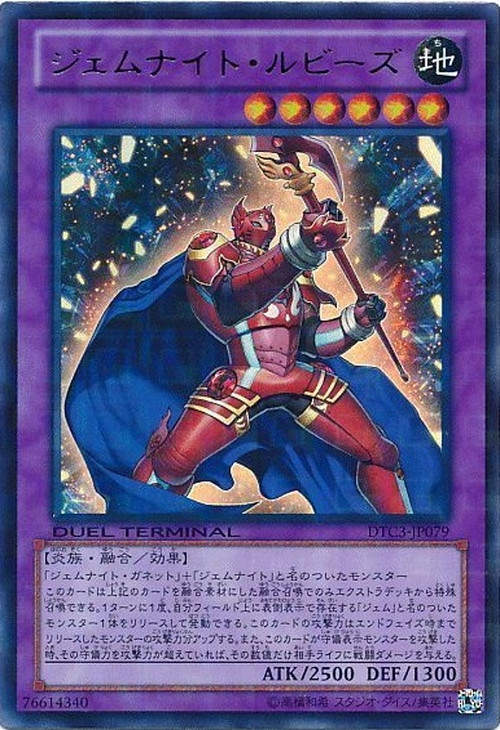 ジェムナイト・ルビーズ
地
DUEL TERMINAL
DTC3-JP079
【炎族・融合/効果】
「ジェムナイト・ガネット」+「ジェムナイト」と名のついたモンスター
このカードは上記のカードを融合素材にした融合召喚でのみエクストラデッキから特殊
召喚できる。1ターンに1度、自分フィールド上に表側表示で存在する「ジェム」と名のついた
モンスター1体をリリースして発動できる。このカードの攻撃力はエンドフェイズ時まで
リリースしたモンスターの攻撃力分アップする。また、このカードが守備表示モンスターを攻撃した
時、その守備力を攻撃力が超えていれば、その数値だけ相手ライフに戦闘ダメージを与える。
ATK/2500 DEF/1300
76614340
©高橋和希 スタジオ・ダイス/集英社